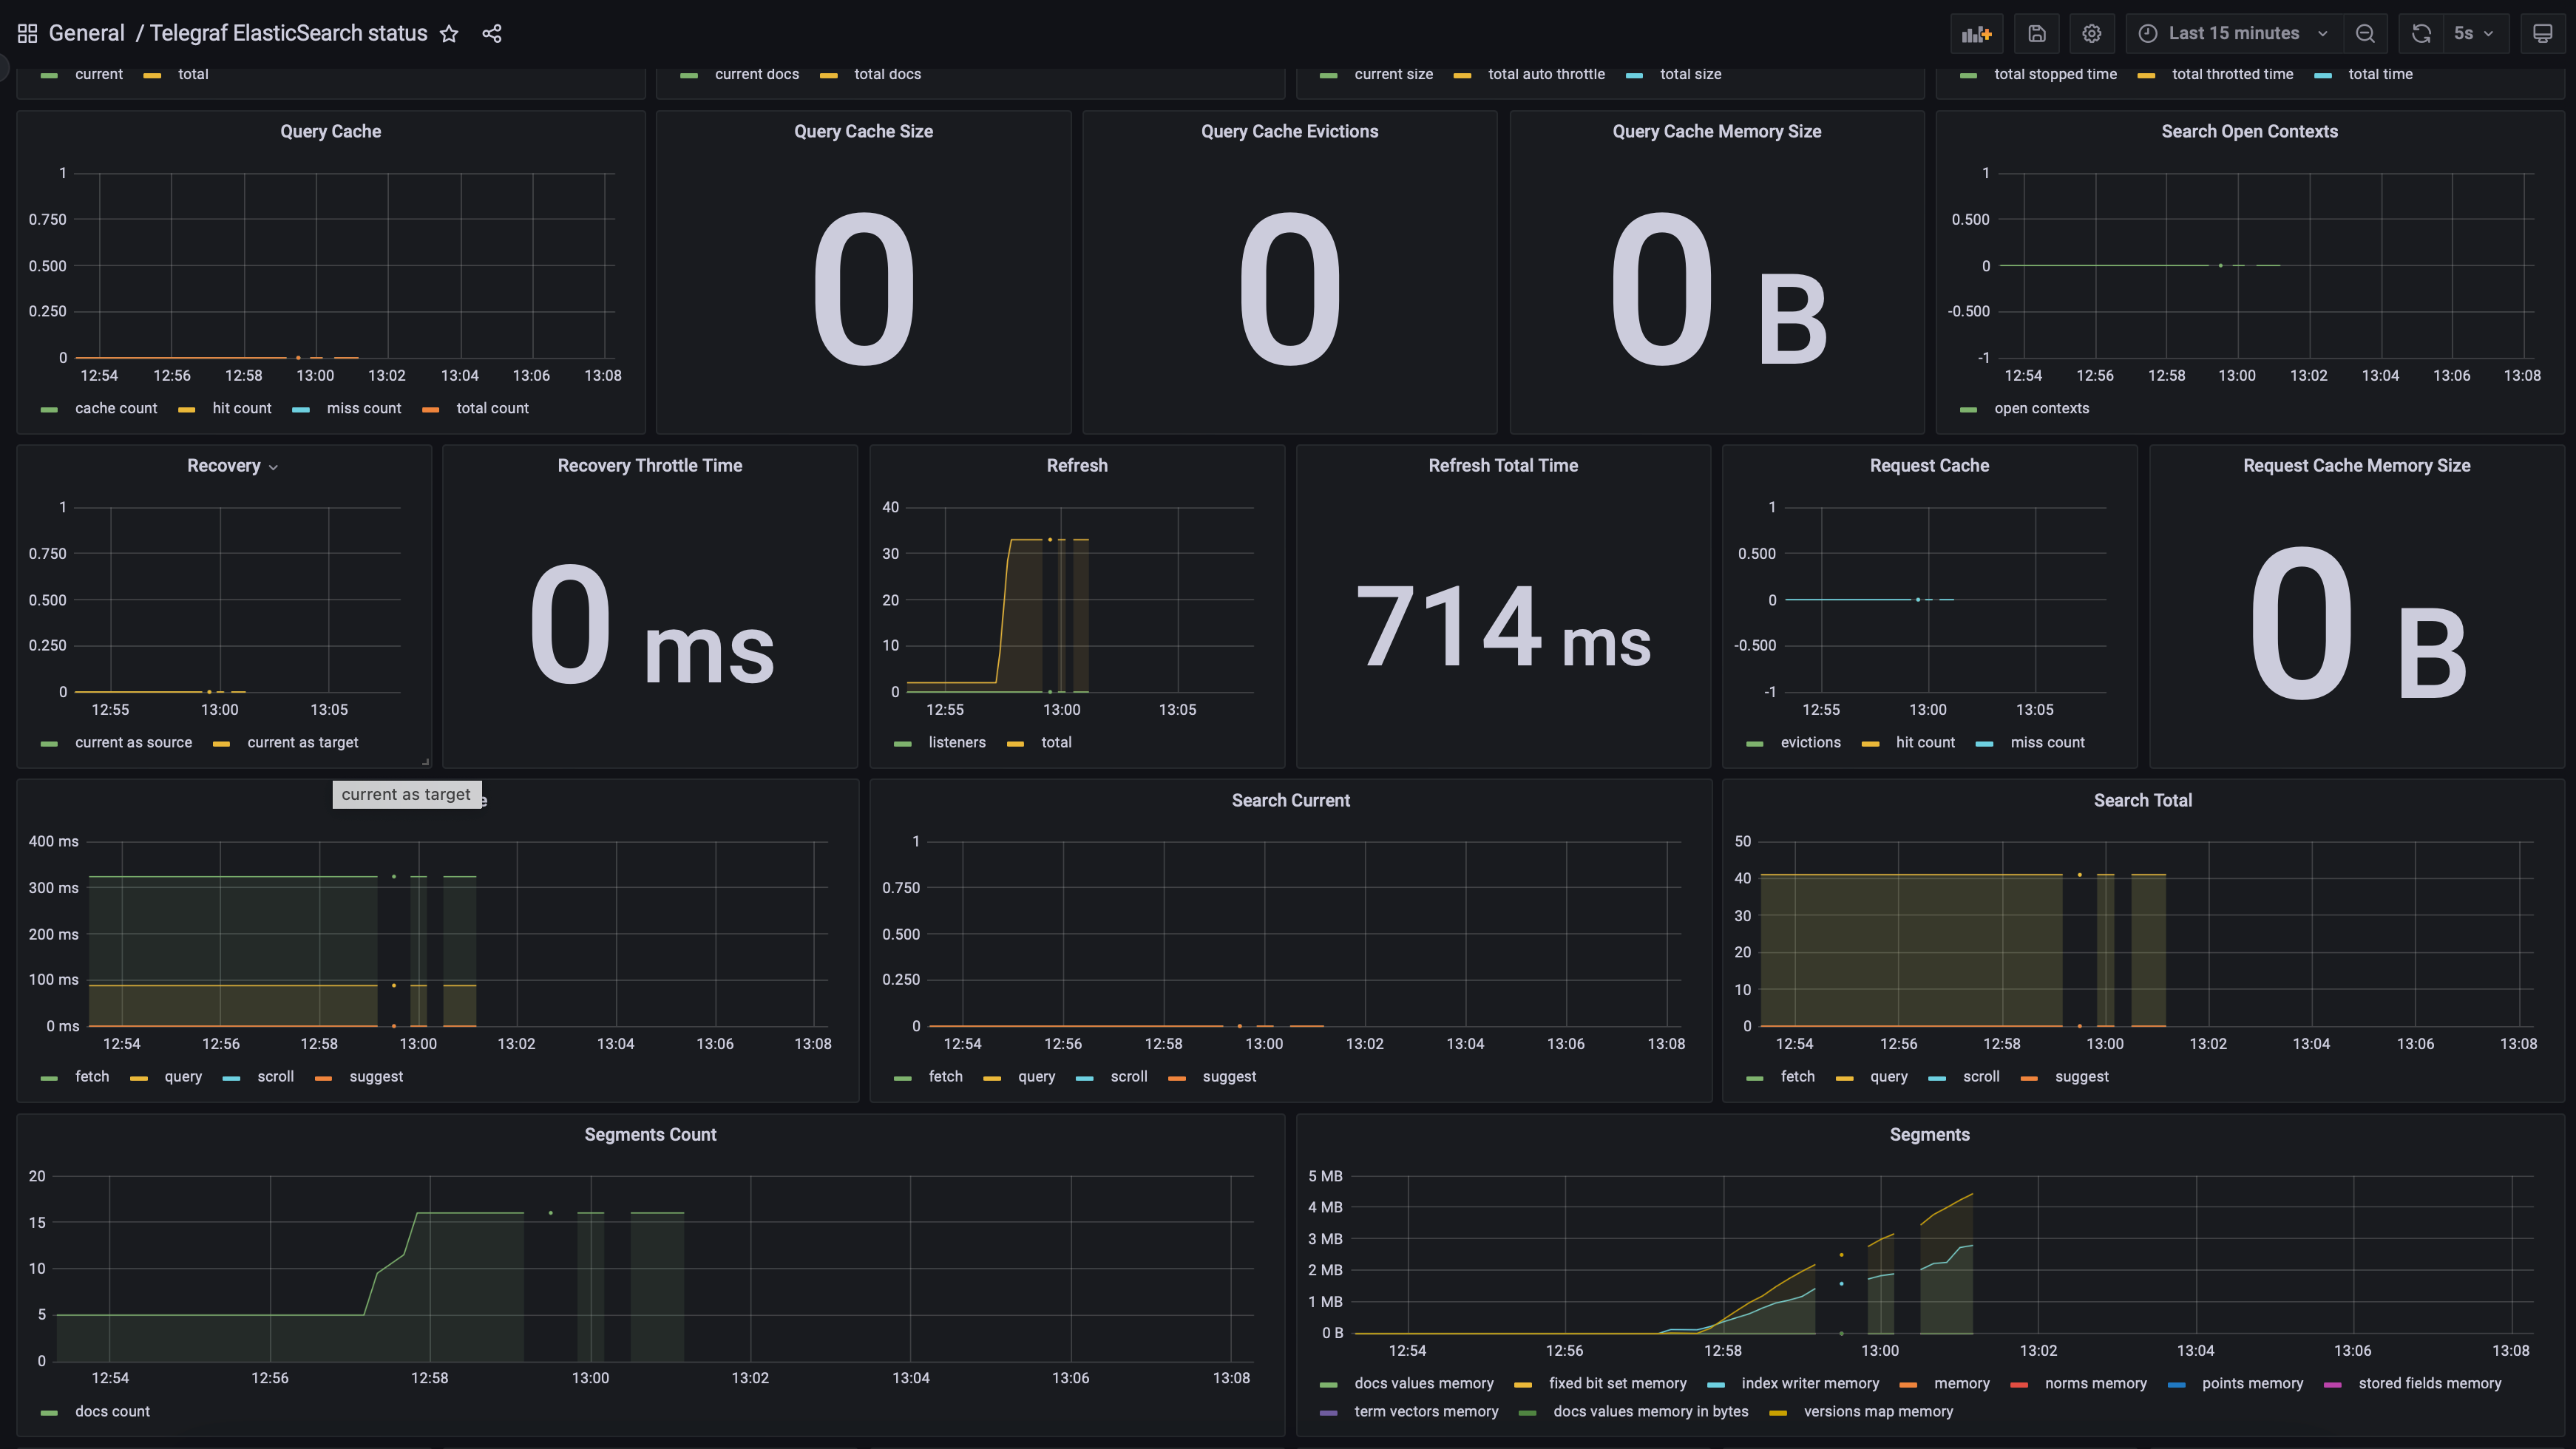 General / Telegraf ElasticSearch status
Last 15 minutes
5s
current total
current docs total docs
current size total auto throttle total size
total stopped time total throtted time total time
Query Cache
1
0.750
0.500
0.250
0
12:54 12:56 12:58 13:00 13:02 13:04 13:06 13:08
cache count hit count miss count total count
Query Cache Size
0
Query Cache Evictions
0
Query Cache Memory Size
0 B
Search Open Contexts
1
0.500
0
-0.500
-1
12:54 12:56 12:58 13:00 13:02 13:04 13:06 13:08
open contexts
Recovery
1
0.750
0.500
0.250
0
12:55 13:00 13:05
current as source current as target
Recovery Throttle Time
0 ms
Refresh
40
30
20
10
0
12:55 13:00 13:05
listeners total
Refresh Total Time
714 ms
Request Cache
1
0.500
0
-0.500
-1
12:55 13:00 13:05
evictions hit count miss count
Request Cache Memory Size
0 B
current as target
400 ms
300 ms
200 ms
100 ms
0 ms
12:54 12:56 12:58 13:00 13:02 13:04 13:06 13:08
fetch query scroll suggest
Search Current
1
0.750
0.500
0.250
0
12:54 12:56 12:58 13:00 13:02 13:04 13:06 13:08
fetch query scroll suggest
Search Total
50
40
30
20
10
0
12:54 12:56 12:58 13:00 13:02 13:04 13:06 13:08
fetch query scroll suggest
Segments Count
20
15
10
5
0
12:54 12:56 12:58 13:00 13:02 13:04 13:06 13:08
docs count
Segments
5 MB
4 MB
3 MB
2 MB
1 MB
0 B
12:54 12:56 12:58 13:00 13:02 13:04 13:06 13:08
docs values memory fixed bit set memory index writer memory memory norms memory points memory stored fields memory
term vectors memory docs values memory in bytes versions map memory